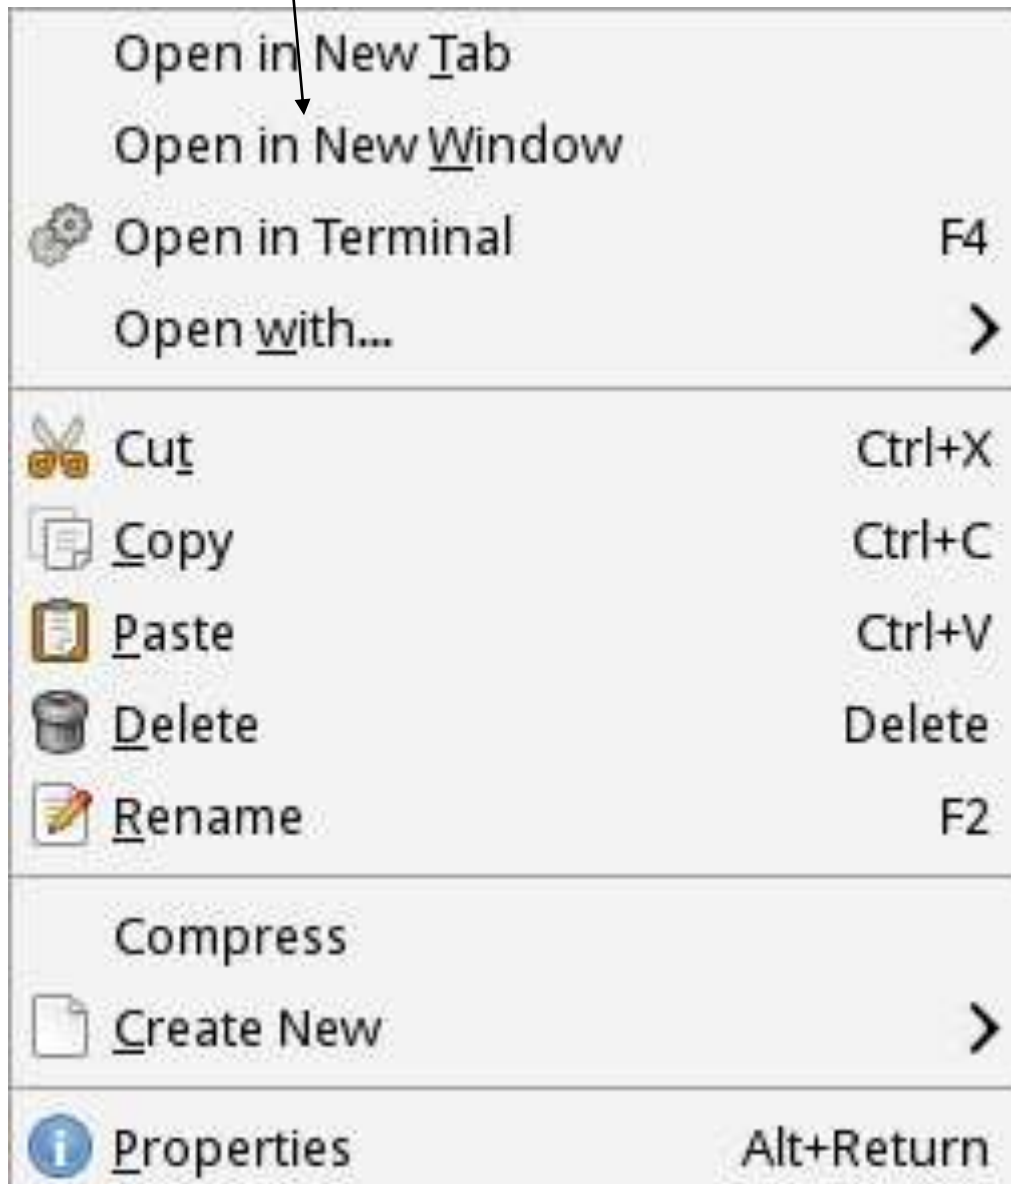 Open in New Tab
Open in New Window
Open in Terminal F4
Open with...
Cut Ctrl+X
Copy Ctrl+C
Paste Ctrl+V
Delete Delete
Rename F2
Compress
Create New
Properties Alt+Return